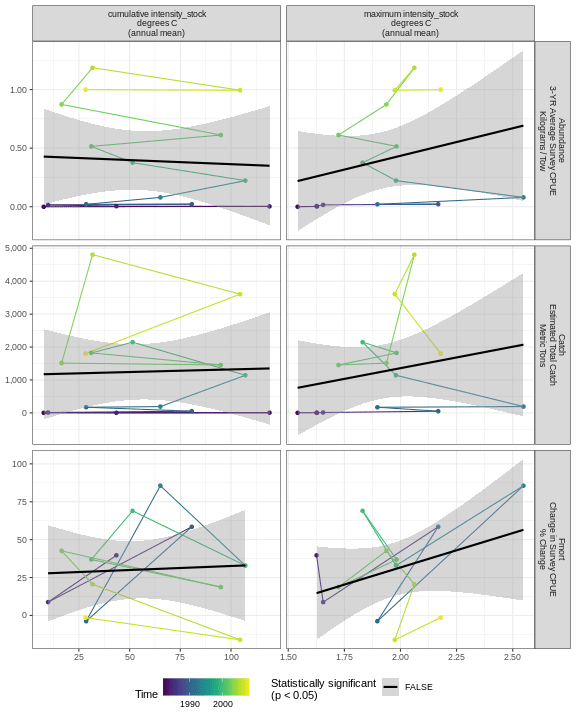 cumulative intensity_stock
degrees C
(annual mean)
maximum intensity_stock
degrees C
(annual mean)
1.00
0.50
0.00
Abundance
3-YR Average Survey CPUE
Kilograms / Tow
5,000
4,000
3,000
2,000
1,000
0
Catch
Estimated Total Catch
Metric Tons
100
75
50
25
0
Fmort
Change in Survey CPUE
% Change
25
50
75
100
1.50
1.75
2.00
2.25
2.50
Time
1990
2000
Statistically significant
(p < 0.05)
FALSE